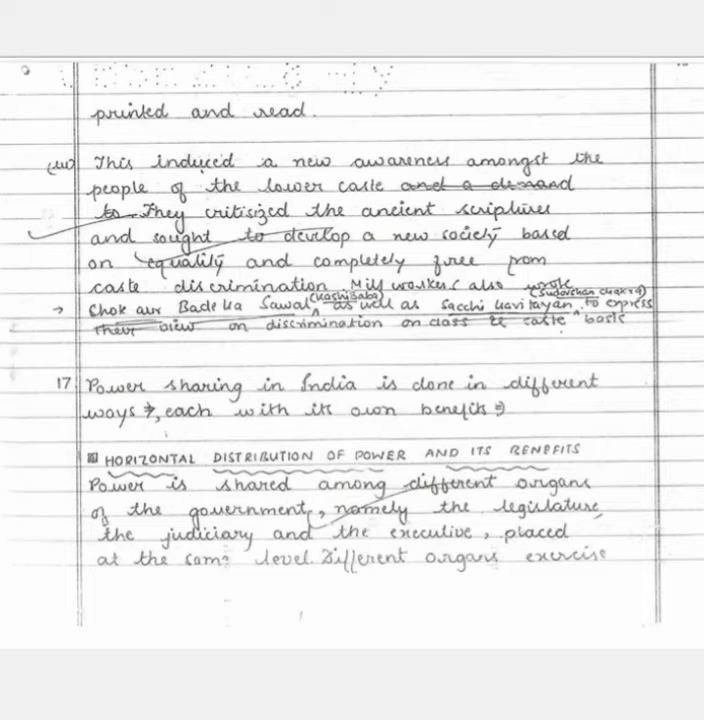 printed and read.
(iii) This induced a new awareness amongst the
people of the lower caste and a demand
to They critisized the ancient scriptures
and sought to develop a new society based
on equality and completely free from
caste discrimination Mill workers also wrote
(Kashibaba) (Sudarshan Chakra)
→ Chok aur Bade ka Sawal ^ as well as Sacchi kavitayan ^ to express
their view on discrimination on class & caste basis
17 Power sharing in India is done in different
ways, each with its own benefits
HORIZONTAL DISTRIBUTION OF POWER AND ITS BENEFITS
Power is shared among different organs
of the government, namely the legislature,
the judiciary and the executive, placed
at the same level. Different organs exercise